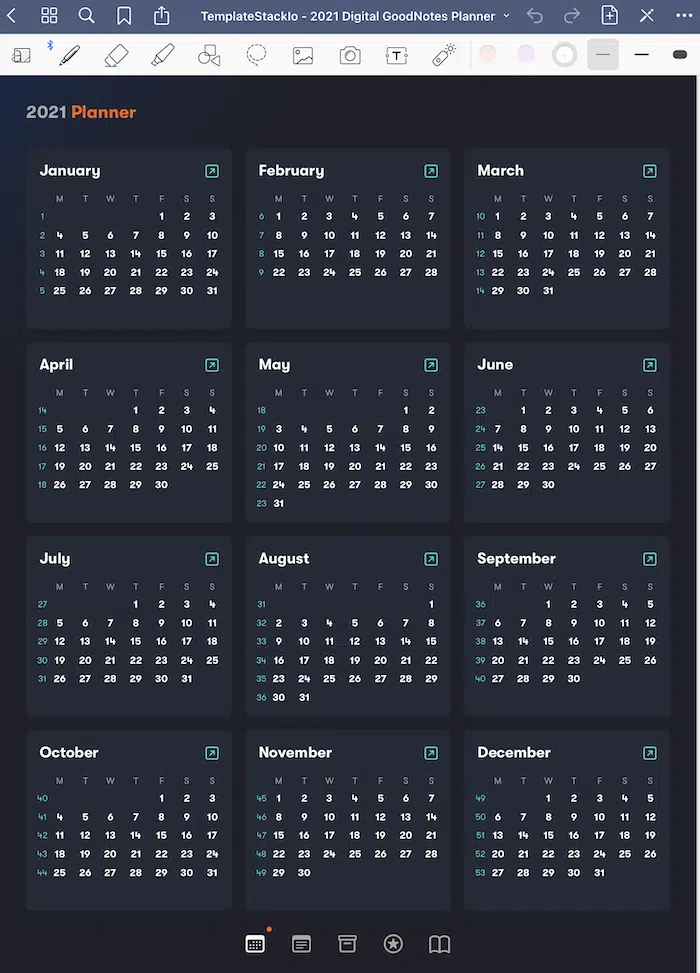 TemplateStackIo - 2021 Digital GoodNotes Planner
T
2021 Planner
January February March
M T W T F S S M T W T F S S M T W T F S S
1 1 2 3 6 1 2 3 4 5 6 7 10 1 2 3 4 5 6 7
2 4 5 6 7 8 9 10 7 8 9 10 11 12 13 14 11 8 9 10 11 12 13 14
3 11 12 13 14 15 16 17 8 15 16 17 18 19 20 21 12 15 16 17 18 19 20 21
4 18 19 20 21 22 23 24 9 22 23 24 25 26 27 28 13 22 23 24 25 26 27 28
5 25 26 27 28 29 30 31 14 29 30 31
April May June
M T W T F S S M T W T F S S M T W T F S S
14 1 2 3 4 18 1 2 23 1 2 3 4 5 6
15 5 6 7 8 9 10 11 19 3 4 5 6 7 8 9 24 7 8 9 10 11 12 13
16 12 13 14 15 16 17 18 20 10 11 12 13 14 15 16 25 14 15 16 17 18 19 20
17 19 20 21 22 23 24 25 21 17 18 19 20 21 22 23 26 21 22 23 24 25 26 27
18 26 27 28 29 30 22 24 25 26 27 28 29 30 27 28 29 30
23 31
July August September
M T W T F S S M T W T F S S M T W T F S S
27 1 2 3 4 31 1 36 1 2 3 4 5
28 5 6 7 8 9 10 11 32 2 3 4 5 6 7 8 37 6 7 8 9 10 11 12
29 12 13 14 15 16 17 18 33 9 10 11 12 13 14 15 38 13 14 15 16 17 18 19
30 19 20 21 22 23 24 25 34 16 17 18 19 20 21 22 39 20 21 22 23 24 25 26
31 26 27 28 29 30 31 35 23 24 25 26 27 28 29 40 27 28 29 30
36 30 31
October November December
M T W T F S S M T W T F S S M T W T F S S
40 1 2 3 45 1 2 3 4 5 6 7 49 1 2 3 4 5
41 4 5 6 7 8 9 10 46 8 9 10 11 12 13 14 50 6 7 8 9 10 11 12
42 11 12 13 14 15 16 17 47 15 16 17 18 19 20 21 51 13 14 15 16 17 18 19
43 18 19 20 21 22 23 24 48 22 23 24 25 26 27 28 52 20 21 22 23 24 25 26
44 25 26 27 28 29 30 31 49 29 30 53 27 28 29 30 31